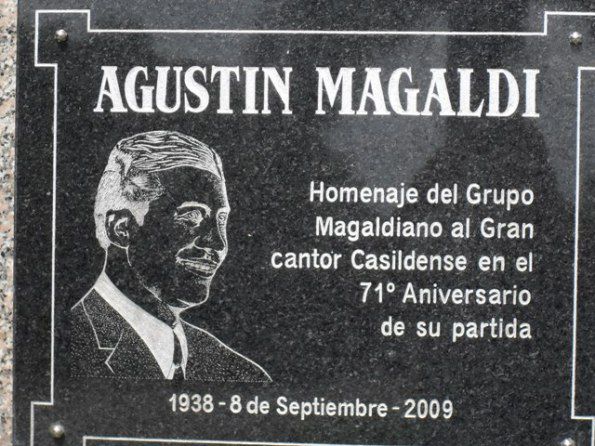 AGUSTIN MAGALDI
Homenaje del Grupo
Magaldiano al Gran
cantor Casildense en el
71º Aniversario
de su partida
1938 - 8 de Septiembre - 2009